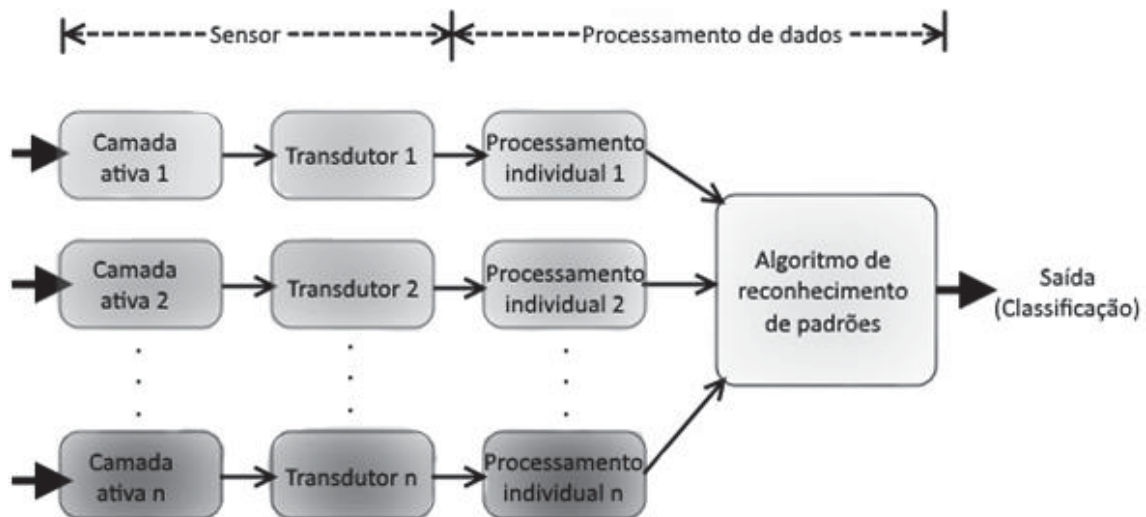 Sensor
Processamento de dados
Camada
ativa 1
Transdutor 1
Processamento
individual 1
Camada
ativa 2
Transdutor 2
Processamento
individual 2
Algoritmo de
reconhecimento
de padrões
Saída
(Classificação)
Camada
ativa n
Transdutor n
Processamento
individual n